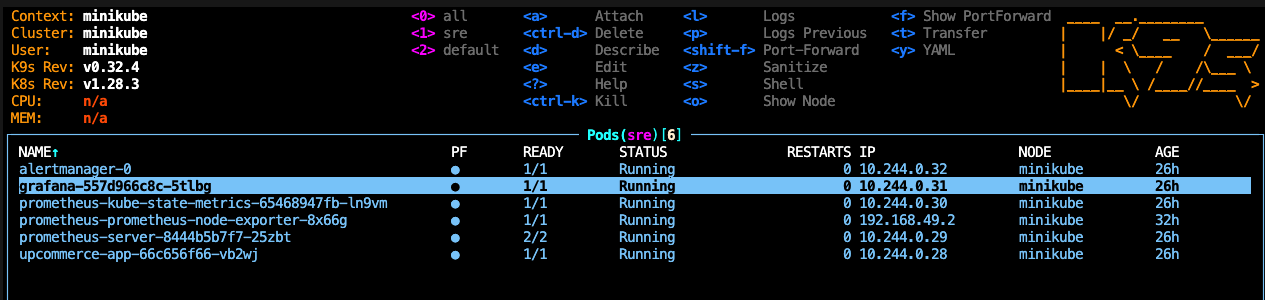 Context: minikube <0> all <a> Attach <l> Logs <f> Show PortForward
Cluster: minikube <1> sre <ctrl-d> Delete <p> Logs Previous <t> Transfer
User: minikube <2> default <d> Describe <shift-f> Port-Forward <y> YAML
K9s Rev: v0.32.4 <e> Edit <z> Sanitize
K8s Rev: v1.28.3 <?> Help <s> Shell
CPU: n/a <ctrl-k> Kill <o> Show Node
MEM: n/a
Pods(sre)[6]
NAME↑ PF READY STATUS RESTARTS IP NODE AGE
alertmanager-0 ● 1/1 Running 0 10.244.0.32 minikube 26h
grafana-557d966c8c-5tlbg ● 1/1 Running 0 10.244.0.31 minikube 26h
prometheus-kube-state-metrics-65468947fb-ln9vm ● 1/1 Running 0 10.244.0.30 minikube 26h
prometheus-prometheus-node-exporter-8x66g ● 1/1 Running 0 192.168.49.2 minikube 32h
prometheus-server-8444b5b7f7-25zbt ● 2/2 Running 0 10.244.0.29 minikube 26h
upcommerce-app-66c656f66-vb2wj ● 1/1 Running 0 10.244.0.28 minikube 26h